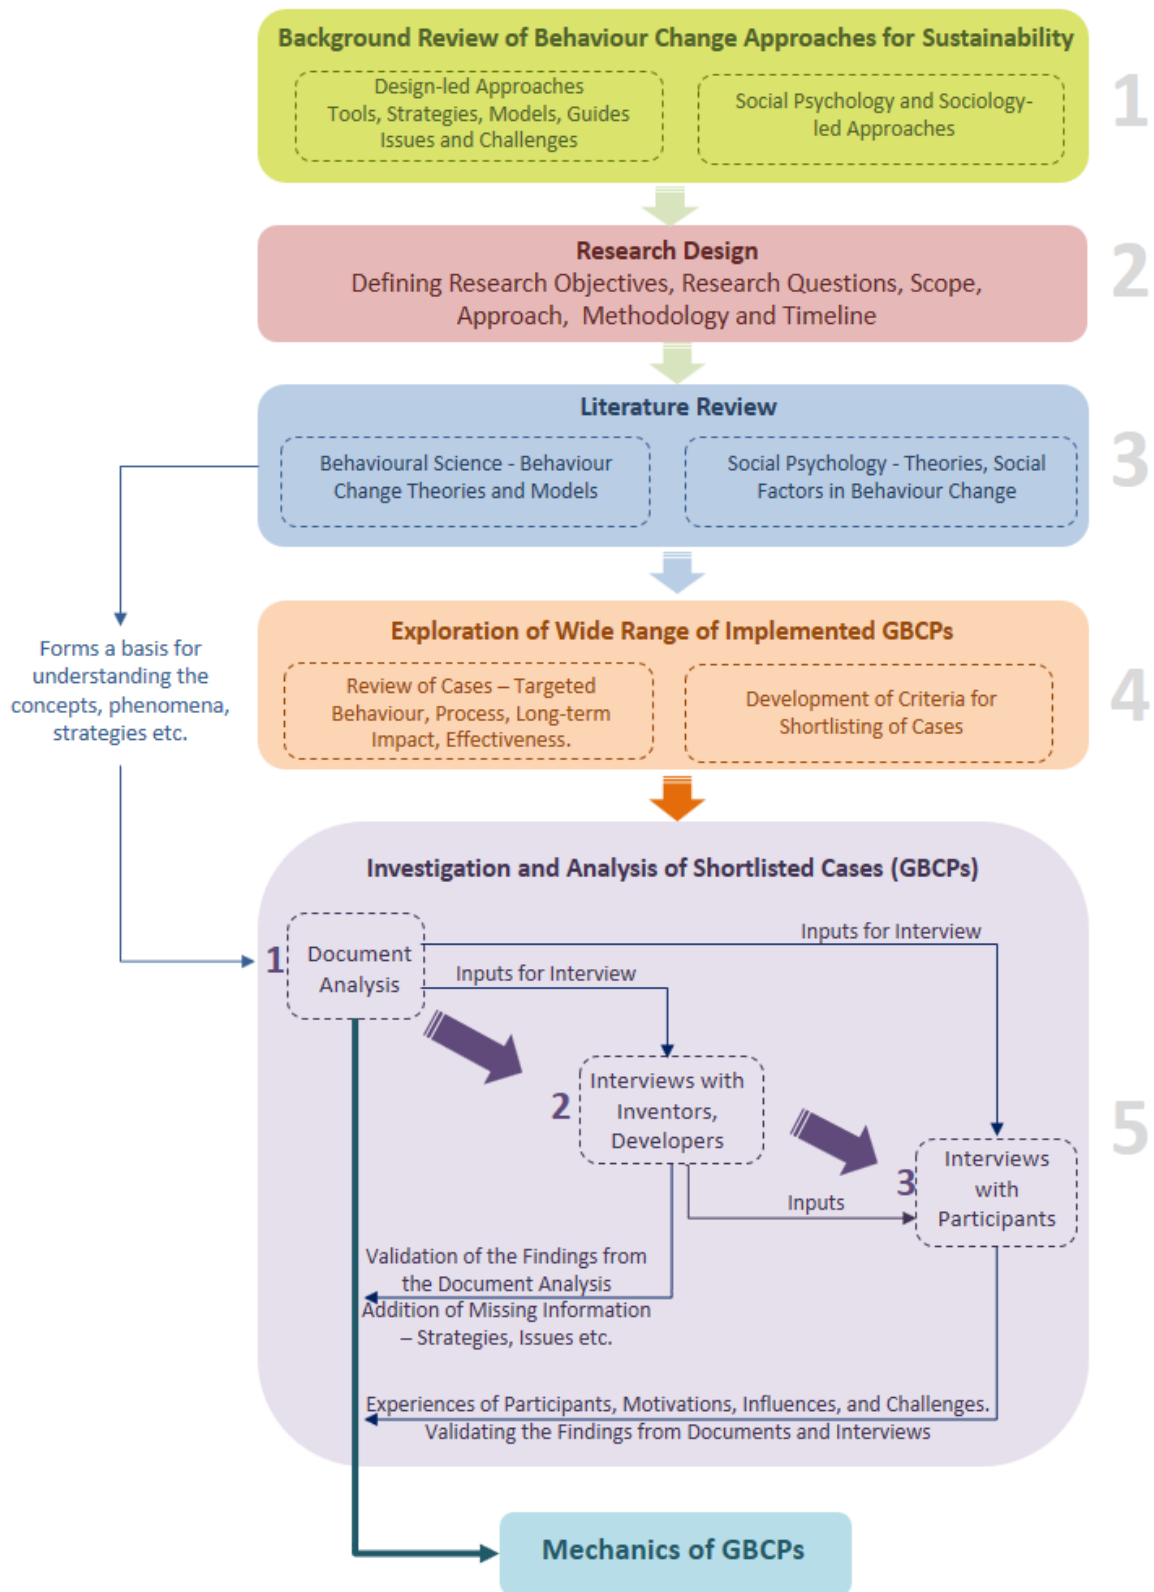 Background Review of Behaviour Change Approaches for Sustainability
Design-led Approaches
Tools, Strategies, Models, Guides
Issues and Challenges
Social Psychology and Sociology-
led Approaches
1
Research Design
Defining Research Objectives, Research Questions, Scope,
Approach, Methodology and Timeline
2
Literature Review
Behavioural Science - Behaviour
Change Theories and Models
Social Psychology - Theories, Social
Factors in Behaviour Change
3
Forms a basis for
understanding the
concepts, phenomena,
strategies etc.
Exploration of Wide Range of Implemented GBCPs
Review of Cases – Targeted
Behaviour, Process, Long-term
Impact, Effectiveness.
Development of Criteria for
Shortlisting of Cases
4
Investigation and Analysis of Shortlisted Cases (GBCPs)
1
Document
Analysis
Inputs for Interview
Inputs for Interview
2
Interviews with
Inventors,
Developers
3
Interviews
with
Participants
Inputs
5
Validation of the Findings from
the Document Analysis
Addition of Missing Information
– Strategies, Issues etc.
Experiences of Participants, Motivations, Influences, and Challenges.
Validating the Findings from Documents and Interviews
Mechanics of GBCPs